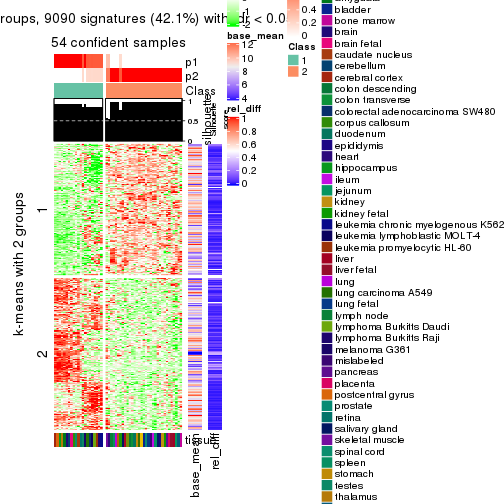 roups, 9090 signatures (42.1%) with
< 0.0
54 confident samples
p1
p2
Class
1
0.5
0
silhouette
1
2
k-means with 2 groups
tissue
base_mean
rel_diff
-2
base_mean
12
10
8
6
4
rel_diff
1
0.8
0.6
0.4
0.2
0
0.4
0.2
0
Class
1
2
bladder
bone marrow
brain
brain fetal
caudate nucleus
cerebellum
cerebral cortex
colon descending
colon transverse
colorectal adenocarcinoma SW480
corpus callosum
duodenum
epididymis
heart
hippocampus
ileum
jejunum
kidney
kidney fetal
leukemia chronic myelogenous K562
leukemia lymphoblastic MOLT-4
leukemia promyelocytic HL-60
liver
liver fetal
lung
lung carcinoma A549
lung fetal
lymph node
lymphoma Burkitts Daudi
lymphoma Burkitts Raji
melanoma G361
mislabeled
pancreas
placenta
postcentral gyrus
prostate
retina
salivary gland
skeletal muscle
spinal cord
spleen
stomach
testes
thalamus